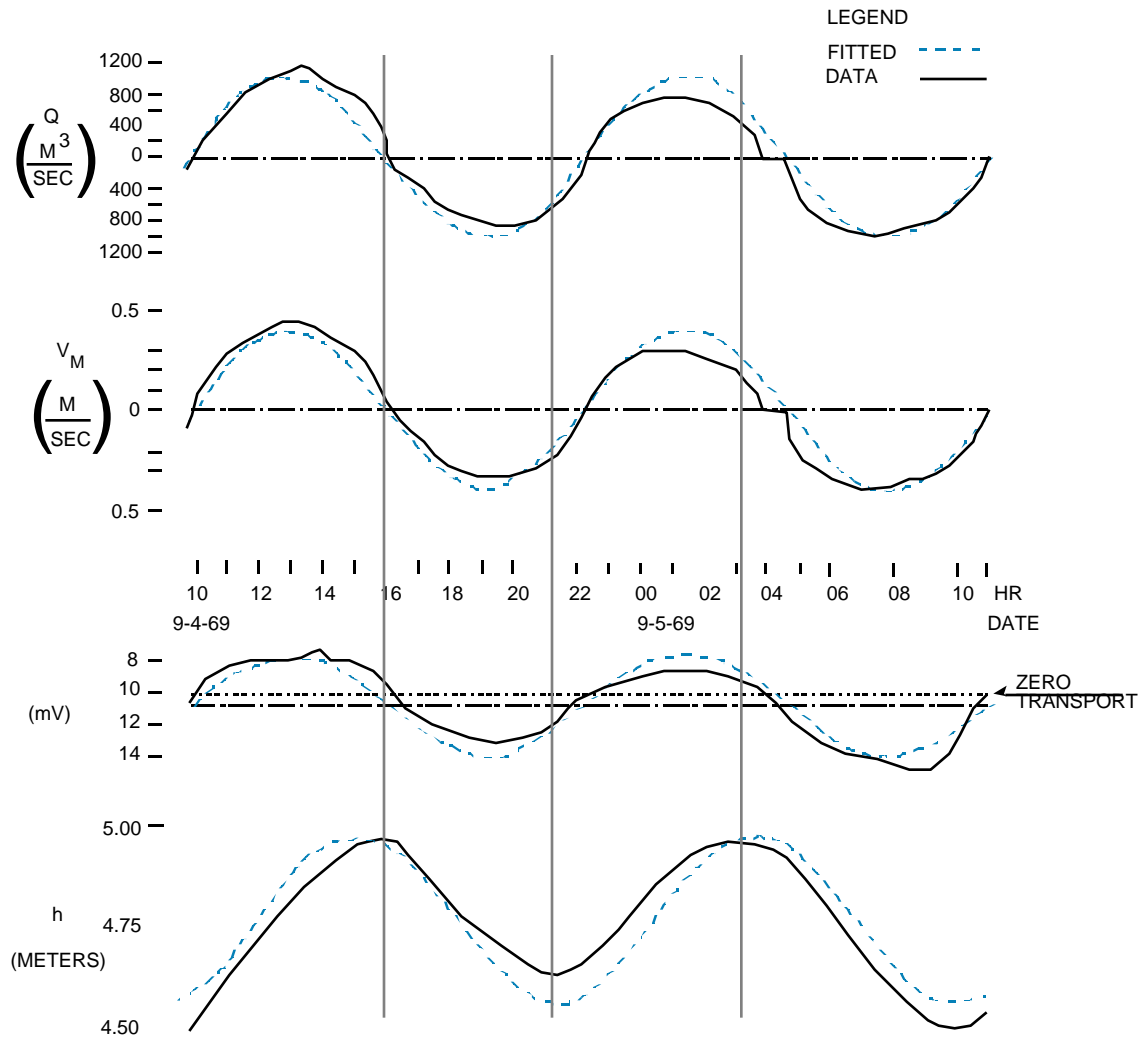 LEGEND
FITTED
DATA
1200
800
400
0
400
800
1200
Q
M3
SEC
0.5
0
0.5
VM
M
SEC
10 12 14 16 18 20 22 00 02 04 06 08 10 HR
9-4-69 9-5-69 DATE
8
10
12
14
(mV)
ZERO
TRANSPORT
5.00
4.75
4.50
h
(METERS)